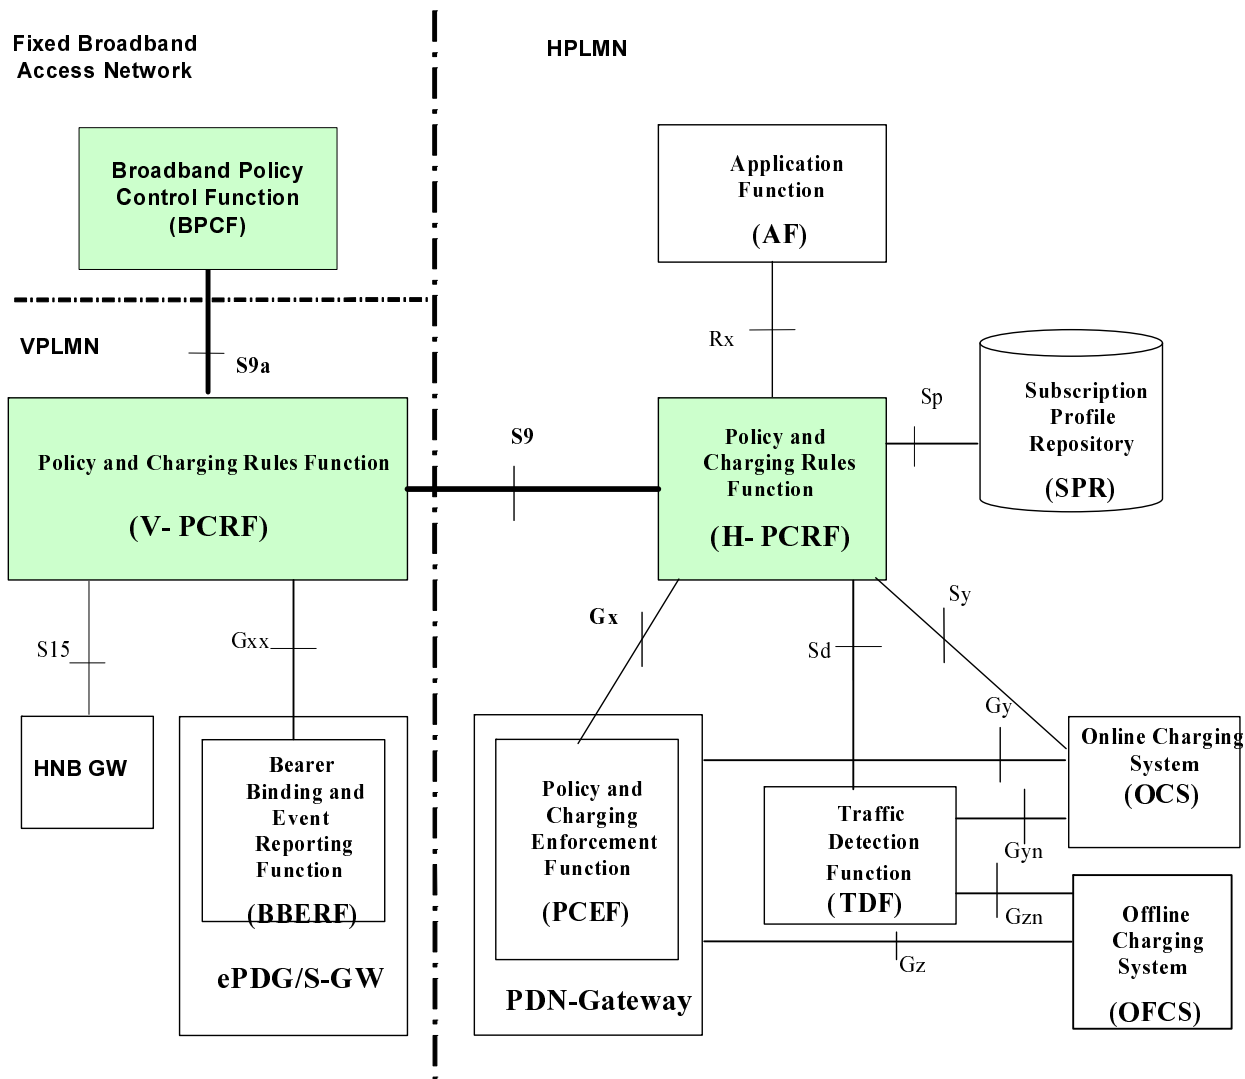 Fixed Broadband
Access Network
HPLMN
Broadband Policy
Control Function
(BPCF)
Application
Function
(AF)
VPLMN
S9a
Rx
Sp
Subscription
Profile
Repository
(SPR)
Policy and Charging Rules Function
(V- PCRF)
S9
Policy and
Charging Rules
Function
(H- PCRF)
S15
Gxx
Gx
Sd
Sy
Gy
HNB GW
Bearer
Binding and
Event
Reporting
Function
(BBERF)
ePDG/S-GW
Policy and
Charging
Enforcement
Function
(PCEF)
PDN-Gateway
Traffic
Detection
Function
(TDF)
Online Charging
System
(OCS)
Gyn
Gzn
Gz
Offline
Charging
System
(OFCS)